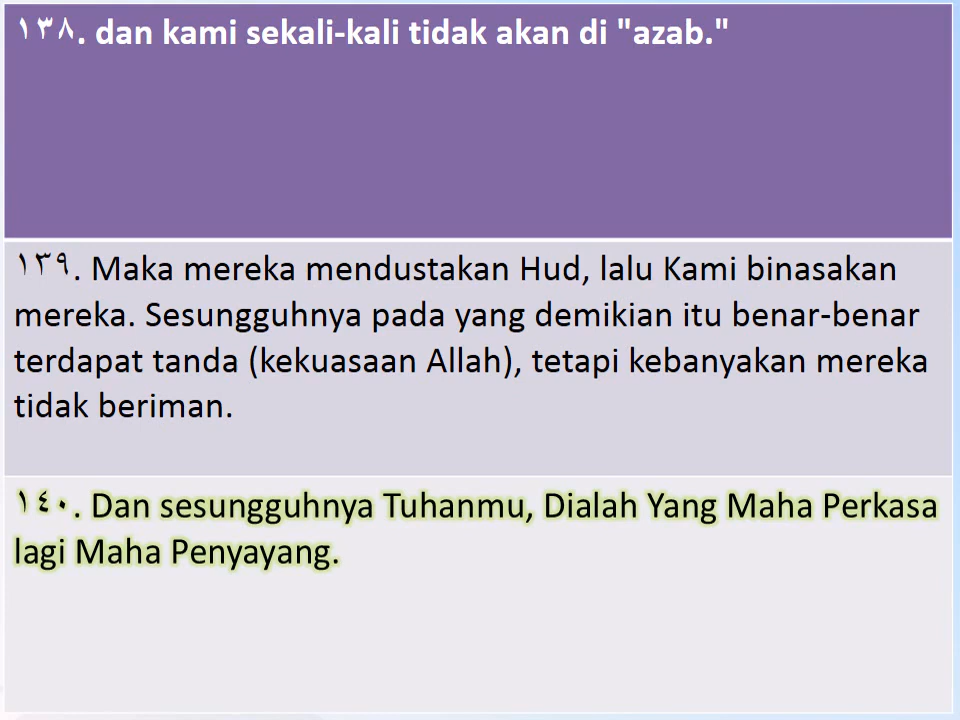 ١٣٨. dan kami sekali-kali tidak akan di "azab."
١٣٩. Maka mereka mendustakan Hud, lalu Kami binasakan
mereka. Sesungguhnya pada yang demikian itu benar-benar
terdapat tanda (kekuasaan Allah), tetapi kebanyakan mereka
tidak beriman.
١٤٠. Dan sesungguhnya Tuhanmu, Dialah Yang Maha Perkasa
lagi Maha Penyayang.